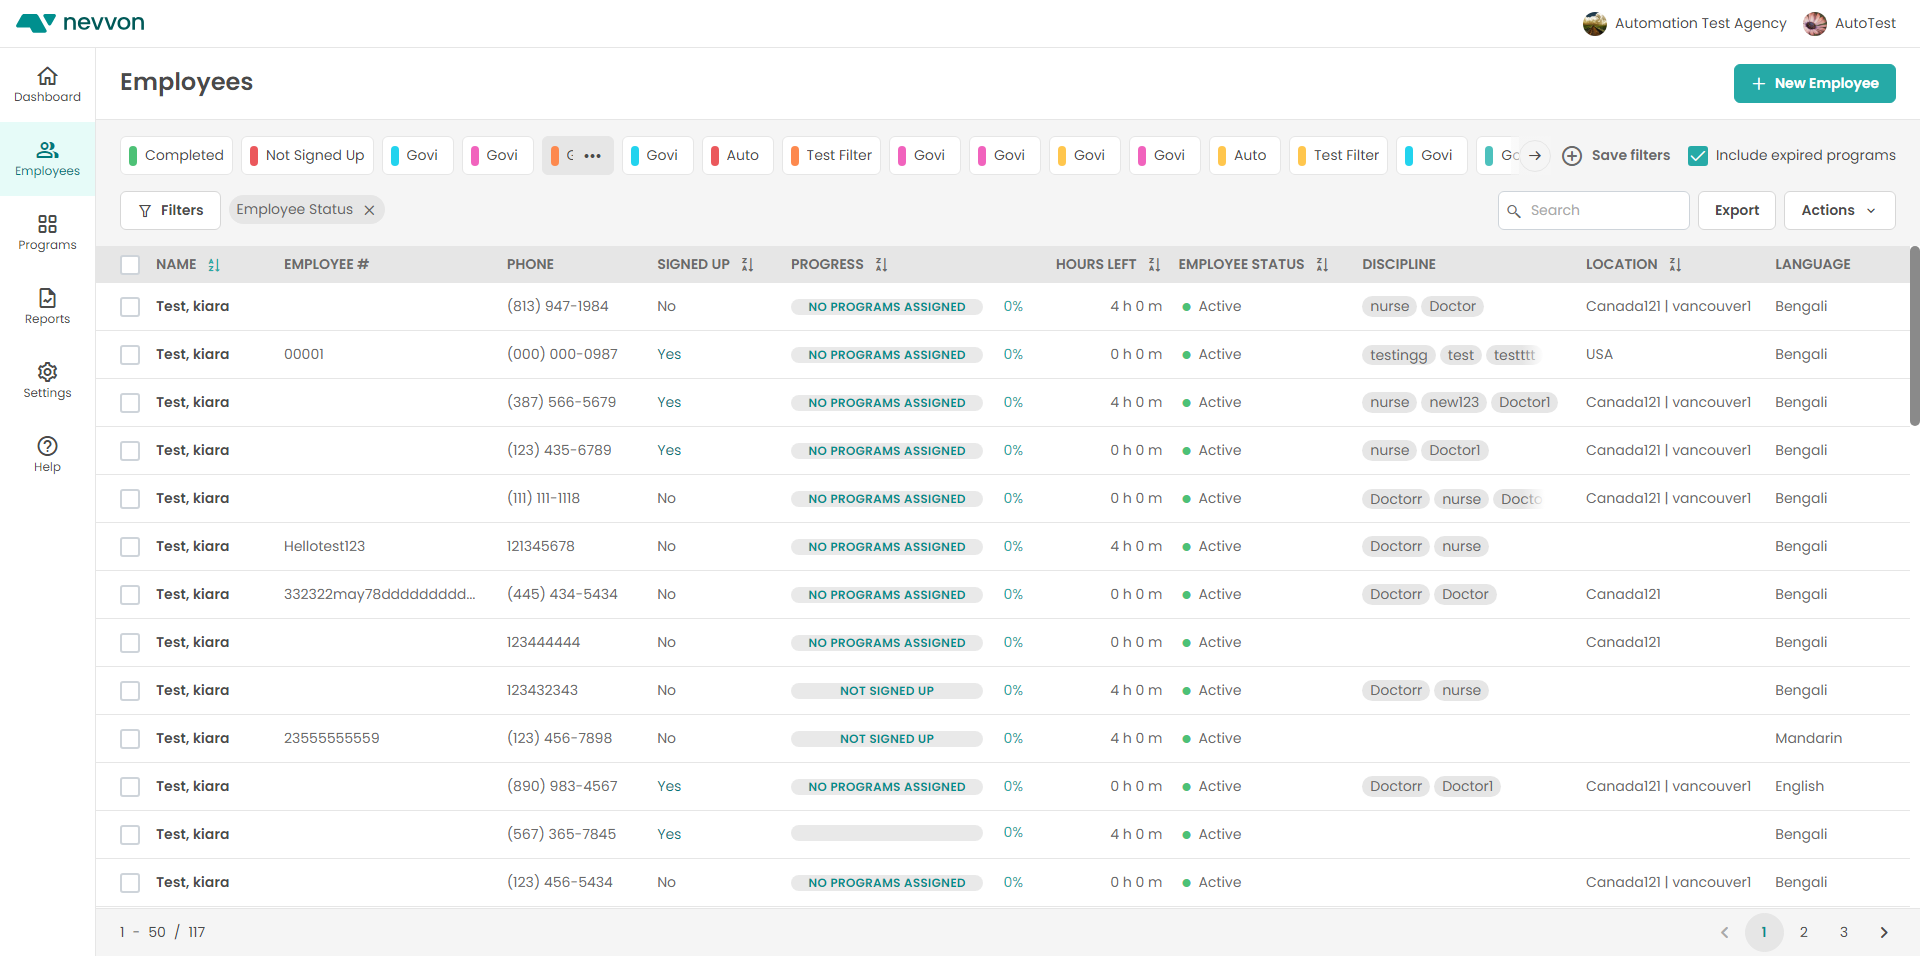 nevvon
Automation Test Agency AutoTest
Dashboard
Employees
Programs
Reports
Settings
Help
Employees
New Employee
Completed Not Signed Up Govi Govi G ••• Govi Auto Test Filter Govi Govi Govi Govi Auto Test Filter Govi Go Save filters Include expired programs
Filters Employee Status Search Export Actions
NAME EMPLOYEE # PHONE SIGNED UP PROGRESS HOURS LEFT EMPLOYEE STATUS DISCIPLINE LOCATION LANGUAGE
Test, kiara (813) 947-1984 No NO PROGRAMS ASSIGNED 0% 4 h 0 m Active nurse Doctor Canada121 | vancouver1 Bengali
Test, kiara 00001 (000) 000-0987 Yes NO PROGRAMS ASSIGNED 0% 0 h 0 m Active testingg test testttt USA Bengali
Test, kiara (387) 566-5679 Yes NO PROGRAMS ASSIGNED 0% 4 h 0 m Active nurse new123 Doctor1 Canada121 | vancouver1 Bengali
Test, kiara (123) 435-6789 Yes NO PROGRAMS ASSIGNED 0% 0 h 0 m Active nurse Doctor1 Canada121 | vancouver1 Bengali
Test, kiara (111) 111-1118 No NO PROGRAMS ASSIGNED 0% 0 h 0 m Active Doctorr nurse Docto Canada121 | vancouver1 Bengali
Test, kiara Hellotest123 121345678 No NO PROGRAMS ASSIGNED 0% 4 h 0 m Active Doctorr nurse Bengali
Test, kiara 332322may78dddddddddd... (445) 434-5434 No NO PROGRAMS ASSIGNED 0% 4 h 0 m Active Doctorr Doctor Canada121 Bengali
Test, kiara 123444444 No NO PROGRAMS ASSIGNED 0% 0 h 0 m Active Canada121 Bengali
Test, kiara 123432343 No NOT SIGNED UP 0% 4 h 0 m Active Doctorr nurse Bengali
Test, kiara 23555555559 (123) 456-7898 No NOT SIGNED UP 0% 4 h 0 m Active Mandarin
Test, kiara (890) 983-4567 Yes NO PROGRAMS ASSIGNED 0% 0 h 0 m Active Doctorr Doctor1 Canada121 | vancouver1 English
Test, kiara (567) 365-7845 Yes 0% 4 h 0 m Active Bengali
Test, kiara (123) 456-5434 No NO PROGRAMS ASSIGNED 0% 0 h 0 m Active Canada121 | vancouver1 Bengali
1 - 50 / 117 1 2 3